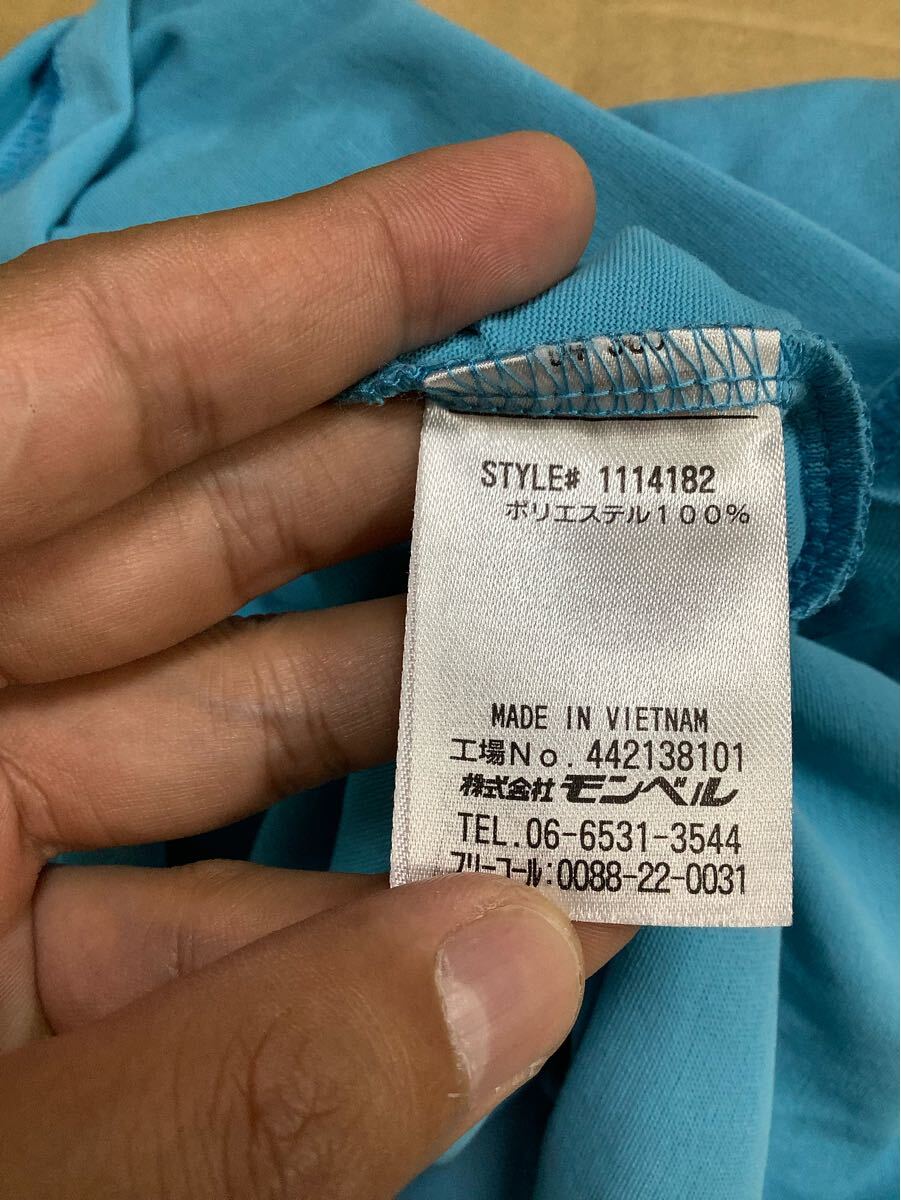 STYLE# 1114182
ポリエステル100%
MADE IN VIETNAM
工場No. 442138101
株式会社 モンベル
TEL. 06-6531-3544
フリーコール:0088-22-0031